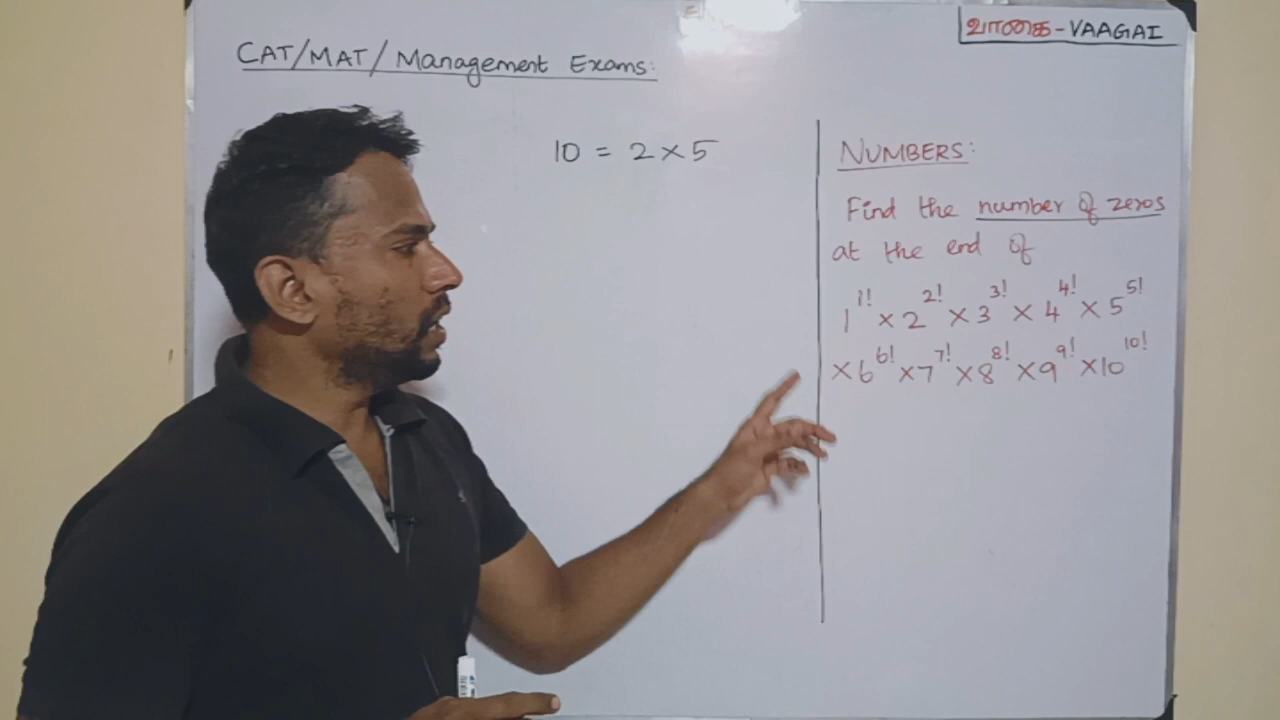 வாகை - VAAGAI
CAT/MAT/Management Exams:
10 = 2 × 5
NUMBERS:
Find the number of zeros
at the end of
1^1! × 2^2! × 3^3! × 4^4! × 5^5!
× 6^6! × 7^7! × 8^8! × 9^9! × 10^10!